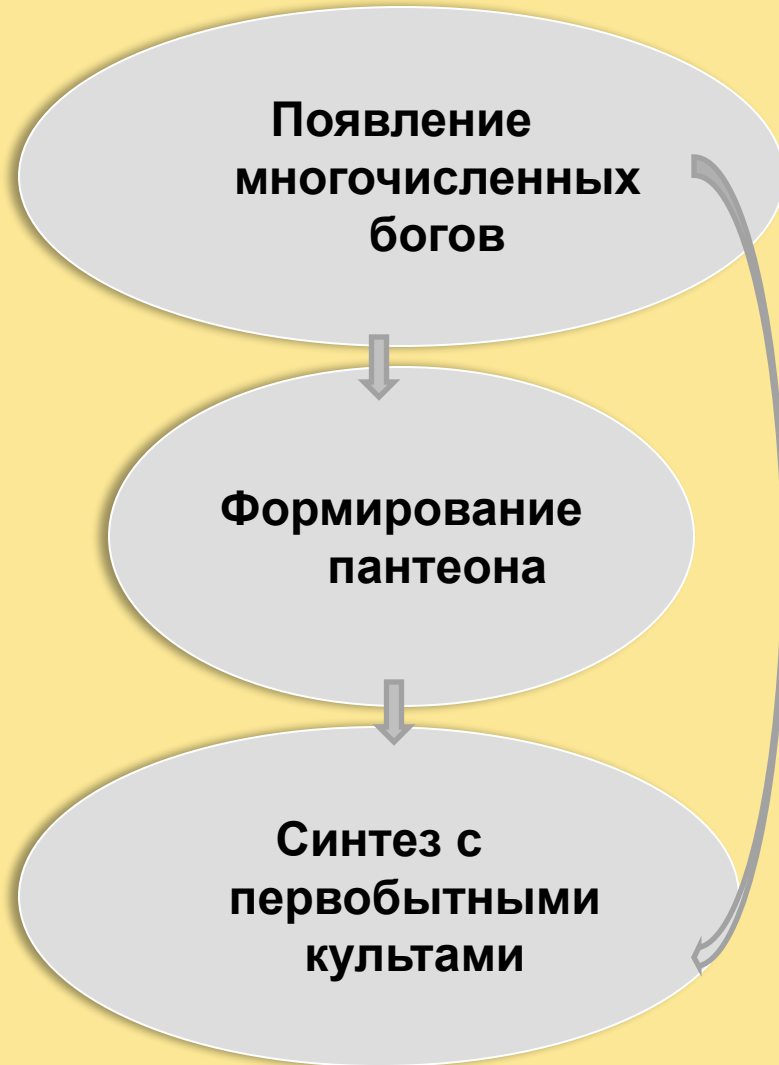 Появление
многочисленных
богов
Формирование
пантеона
Синтез с
первобытными
культами